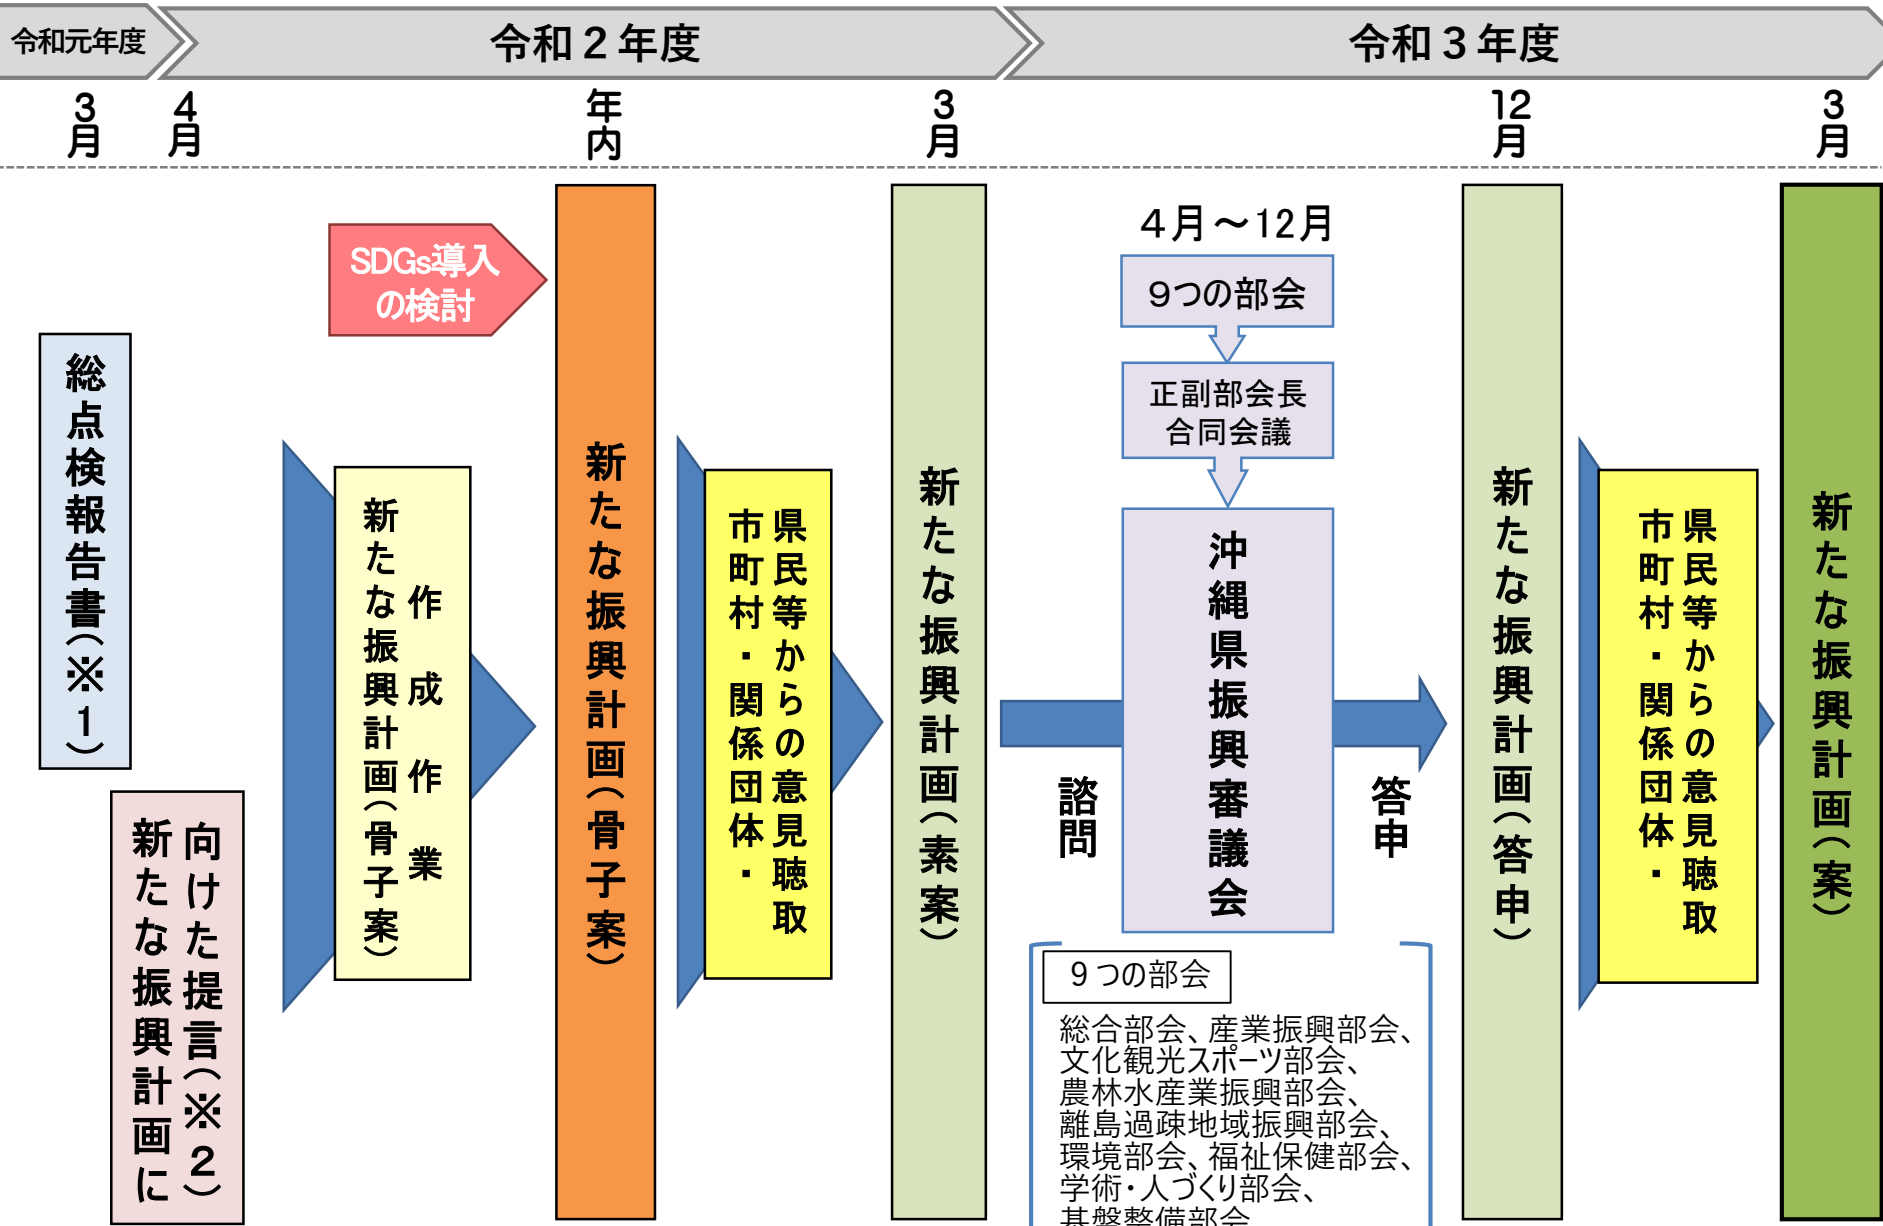 令和元年度
令和２年度
令和３年度
3月
4月
年内
3月
12月
3月
総点検報告書（※１）
新たな振興計画に
向けた提言（※２）
SDGs導入
の検討
新たな振興計画（骨子案）
作成作業
新たな振興計画（骨子案）
市町村・関係団体・
県民等からの意見聴取
新たな振興計画（素案）
諮問
４月～12月
９つの部会
正副部会長
合同会議
沖縄県振興審議会
答申
９つの部会
総合部会、産業振興部会、
文化観光スポーツ部会、
農林水産業振興部会、
離島過疎地域振興部会、
環境部会、福祉保健部会、
学術・人づくり部会、
基盤整備部会
新たな振興計画（答申）
市町村・関係団体・
県民等からの意見聴取
新たな振興計画（案）